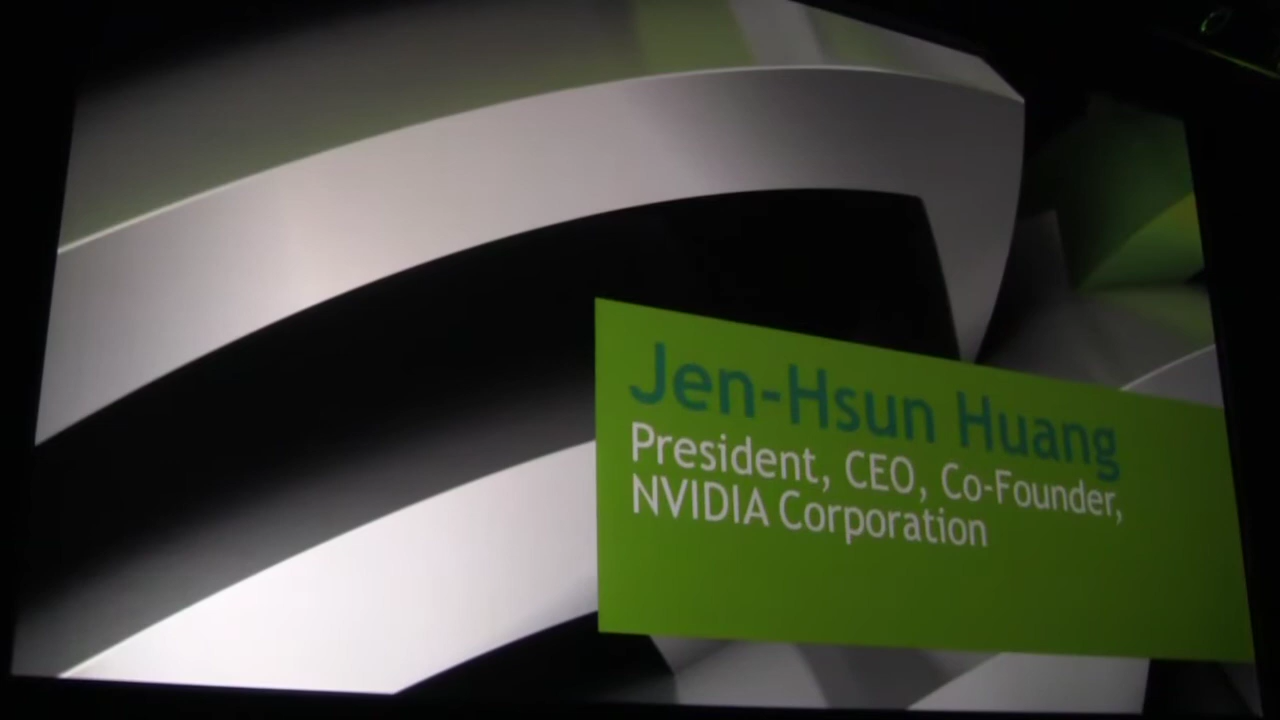 Jen-Hsun Huang
President, CEO, Co-Founder,
NVIDIA Corporation